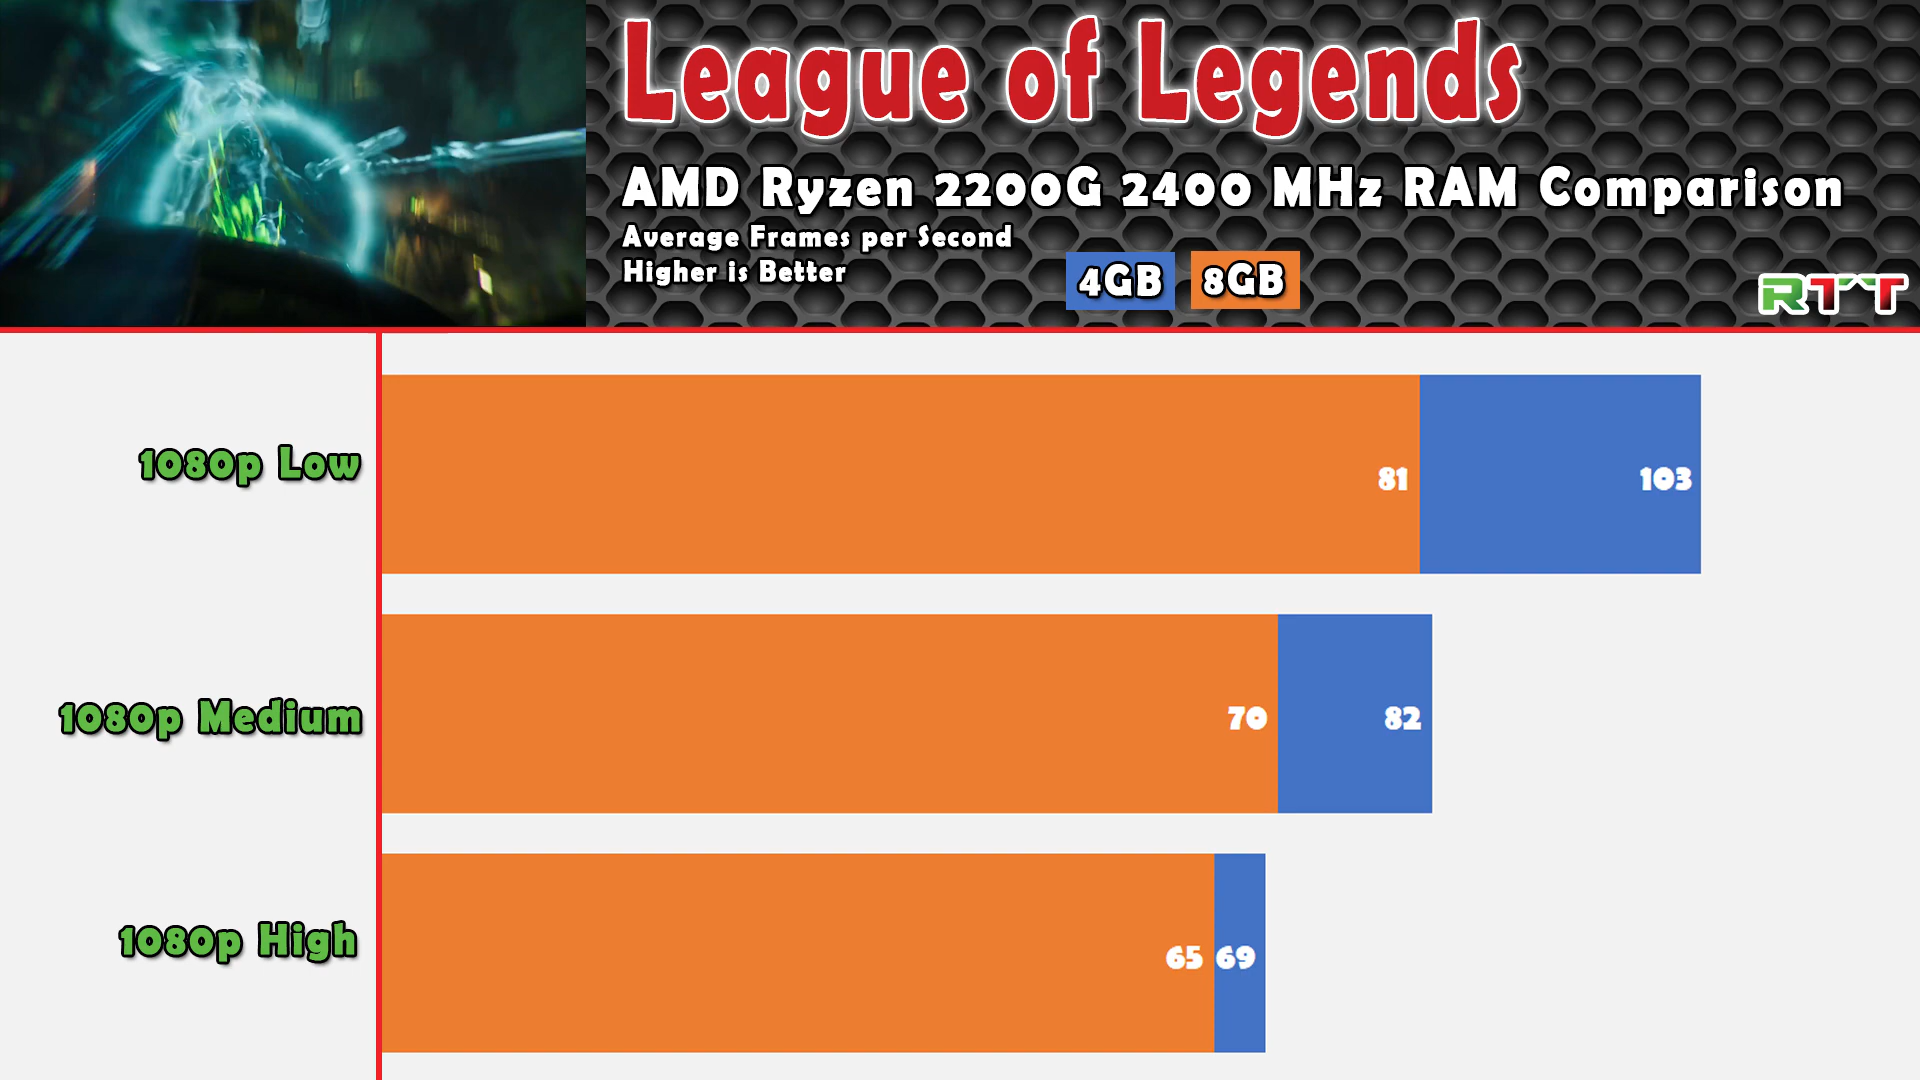 League of Legends
AMD Ryzen 2200G 2400 MHz RAM Comparison
Average Frames per Second
Higher is Better
4GB 8GB
RTT
1080p Low 81 103
1080p Medium 70 82
1080p High 65 69